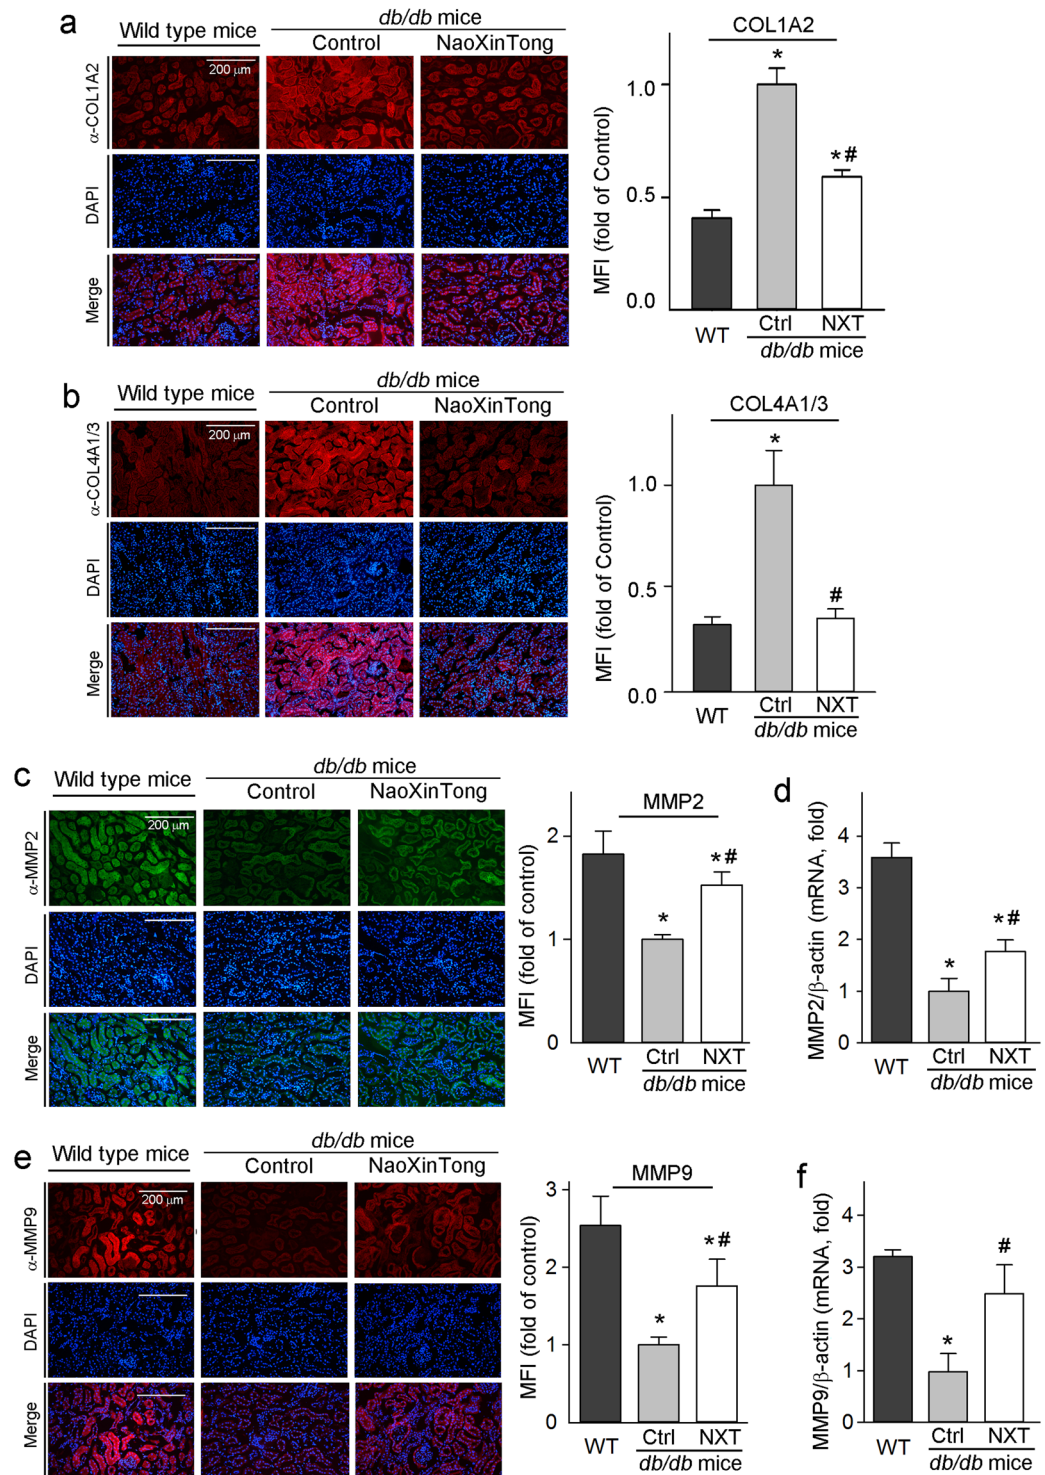 a
Wild type mice
db/db mice
Control
NaoXinTong
200 μm
α-COL1A2
DAPI
Merge
COL1A2
MFI (fold of Control)
1.0
0.5
0.0
*
*#
WT
Ctrl
NXT
db/db mice
b
Wild type mice
db/db mice
Control
NaoXinTong
200 μm
α-COL4A1/3
DAPI
Merge
COL4A1/3
MFI (fold of Control)
1.0
0.5
0.0
*
#
WT
Ctrl
NXT
db/db mice
c
Wild type mice
db/db mice
Control
NaoXinTong
200 μm
α-MMP2
DAPI
Merge
MMP2
MFI (fold of control)
2
1
0
*
*#
WT
Ctrl
NXT
db/db mice
d
MMP2/β-actin (mRNA, fold)
4
3
2
1
0
*
*#
WT
Ctrl
NXT
db/db mice
e
Wild type mice
db/db mice
Control
NaoXinTong
200 μm
α-MMP9
DAPI
Merge
MMP9
MFI (fold of control)
3
2
1
0
*
*#
WT
Ctrl
NXT
db/db mice
f
MMP9/β-actin (mRNA, fold)
4
3
2
1
0
*
#
WT
Ctrl
NXT
db/db mice